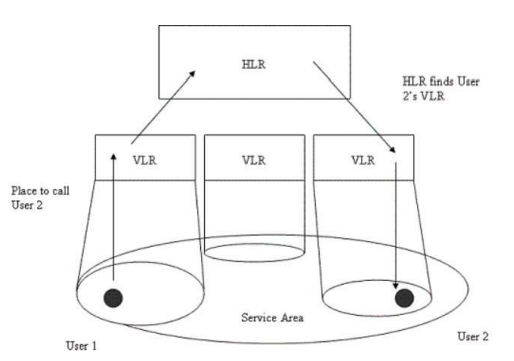 HLR
HLR finds User
2's VLR
VLR
VLR
VLR
Place to call
User 2
Service Area
User 1
User 2